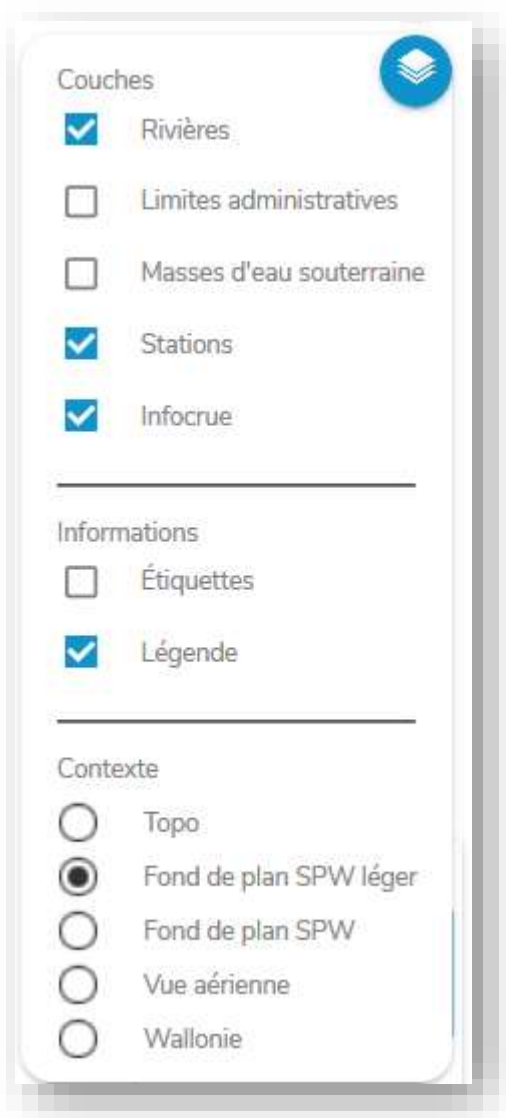 Couches
Rivières
Limites administratives
Masses d'eau souterraine
Stations
Infocrue
Informations
Étiquettes
Légende
Contexte
Topo
Fond de plan SPW léger
Fond de plan SPW
Vue aérienne
Wallonie